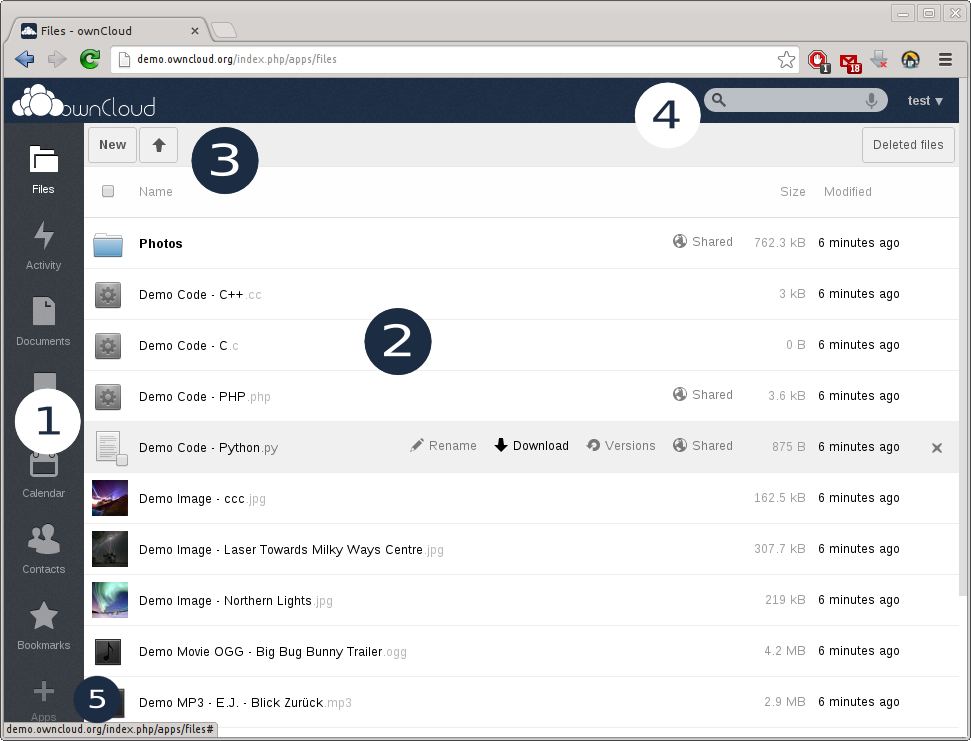 Files - ownCloud
demo.owncloud.org/index.php/apps/files
1
18
ownCloud
4
test
New
3
Deleted files
Name Size Modified
Files
Photos Shared 762.3 kB 6 minutes ago
Activity
Demo Code - C++.cc 3 kB 6 minutes ago
Documents
Demo Code - C.c 2 0 B 6 minutes ago
Demo Code - PHP.php Shared 3.6 kB 6 minutes ago
1
Demo Code - Python.py Rename Download Versions Shared 875 B 6 minutes ago
Calendar
Demo Image - ccc.jpg 162.5 kB 6 minutes ago
Demo Image - Laser Towards Milky Ways Centre.jpg 307.7 kB 6 minutes ago
Contacts
Demo Image - Northern Lights.jpg 219 kB 6 minutes ago
Bookmarks
Demo Movie OGG - Big Bug Bunny Trailer.ogg 4.2 MB 6 minutes ago
5
Demo MP3 - E.J. - Blick Zurück.mp3 2.9 MB 6 minutes ago
Apps
demo.owncloud.org/index.php/apps/files#